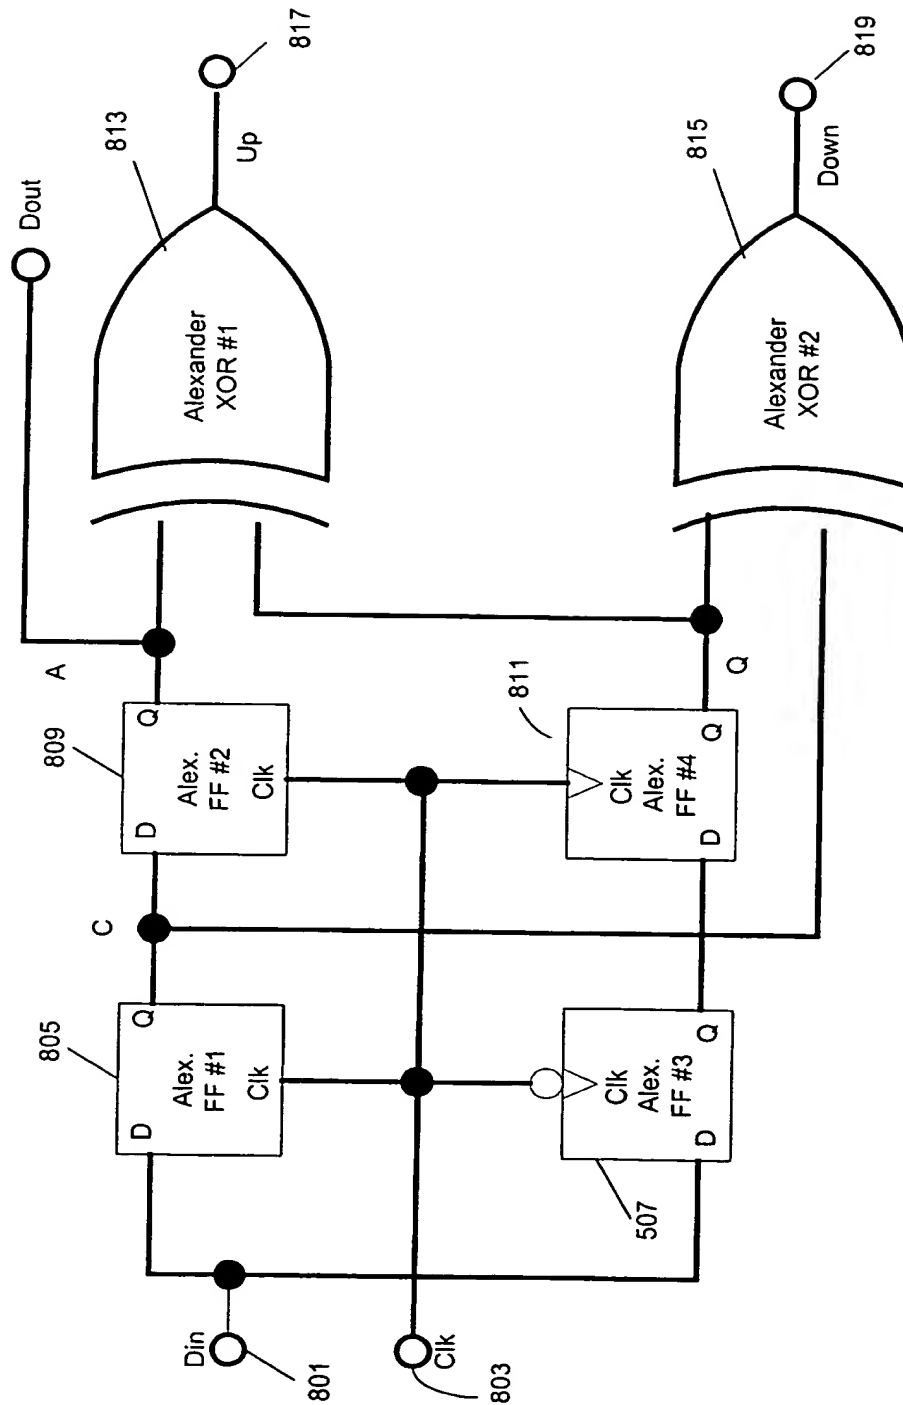 Din
801
Clk
803
805
D
Q
Alex.
FF #1
Clk
C
809
D
Q
Alex.
FF #2
Clk
A
Dout
813
Alexander
XOR #1
Up
817
507
Clk
Alex.
FF #3
D
Q
811
Clk
Alex.
FF #4
D
Q
Q
815
Alexander
XOR #2
Down
819